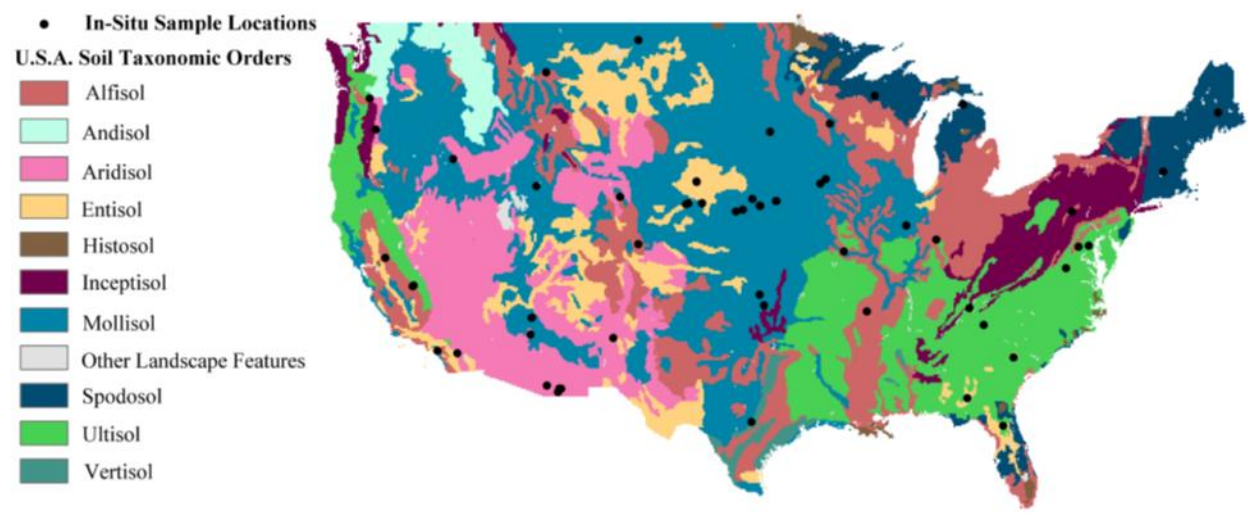 In-Situ Sample Locations
U.S.A. Soil Taxonomic Orders
Alfisol
Andisol
Aridisol
Entisol
Histosol
Inceptisol
Mollisol
Other Landscape Features
Spodosol
Ultisol
Vertisol